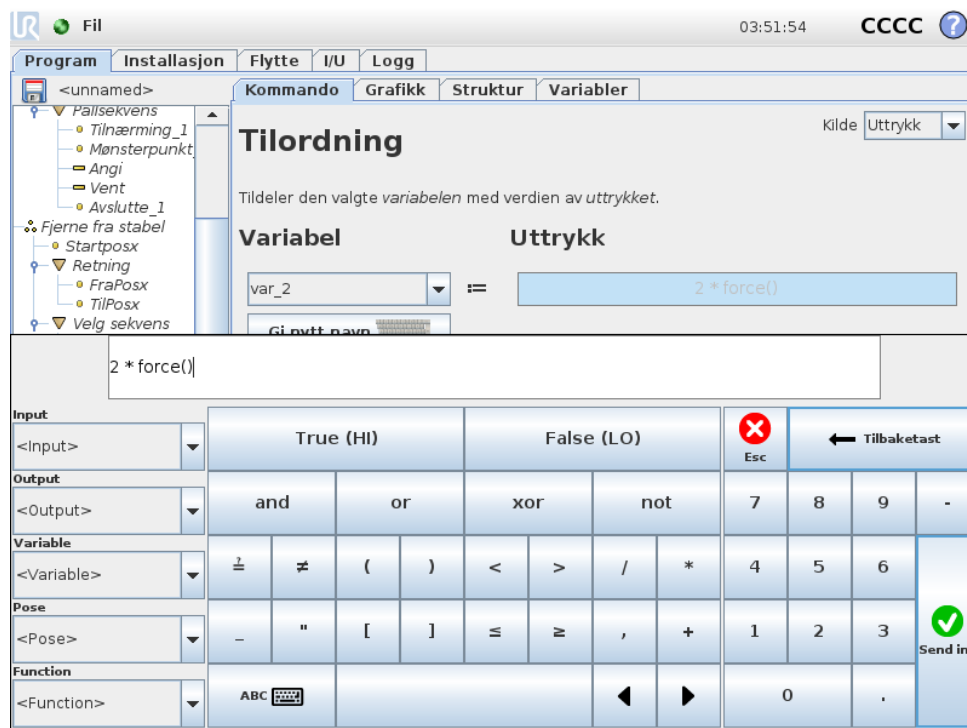 UR Fil 03:51:54 CCCC ?
Program Installasjon Flytte I/U Logg
<unnamed> Kommando Grafikk Struktur Variabler
Pallsekvens
Tilnærming_1
Mønsterpunkt_
Angi
Vent
Avslutte_1
Fjerne fra stabel
Startposx
Retning
FraPosx
TilPosx
Velg sekvens
Tilordning
Kilde Uttrykk
Tildeler den valgte variabelen med verdien av uttrykket.
Variabel Uttrykk
var_2 := 2 * force()
Gi nytt navn
2 * force()
Input
<Input>
Output
<Output>
Variable
<Variable>
Pose
<Pose>
Function
<Function>
True (HI) False (LO) Esc Tilbaketast
and or xor not 7 8 9 -
≟ ≠ ( ) < > / * 4 5 6
_ " [ ] ≤ ≥ , + 1 2 3 Send inn
ABC 0 .